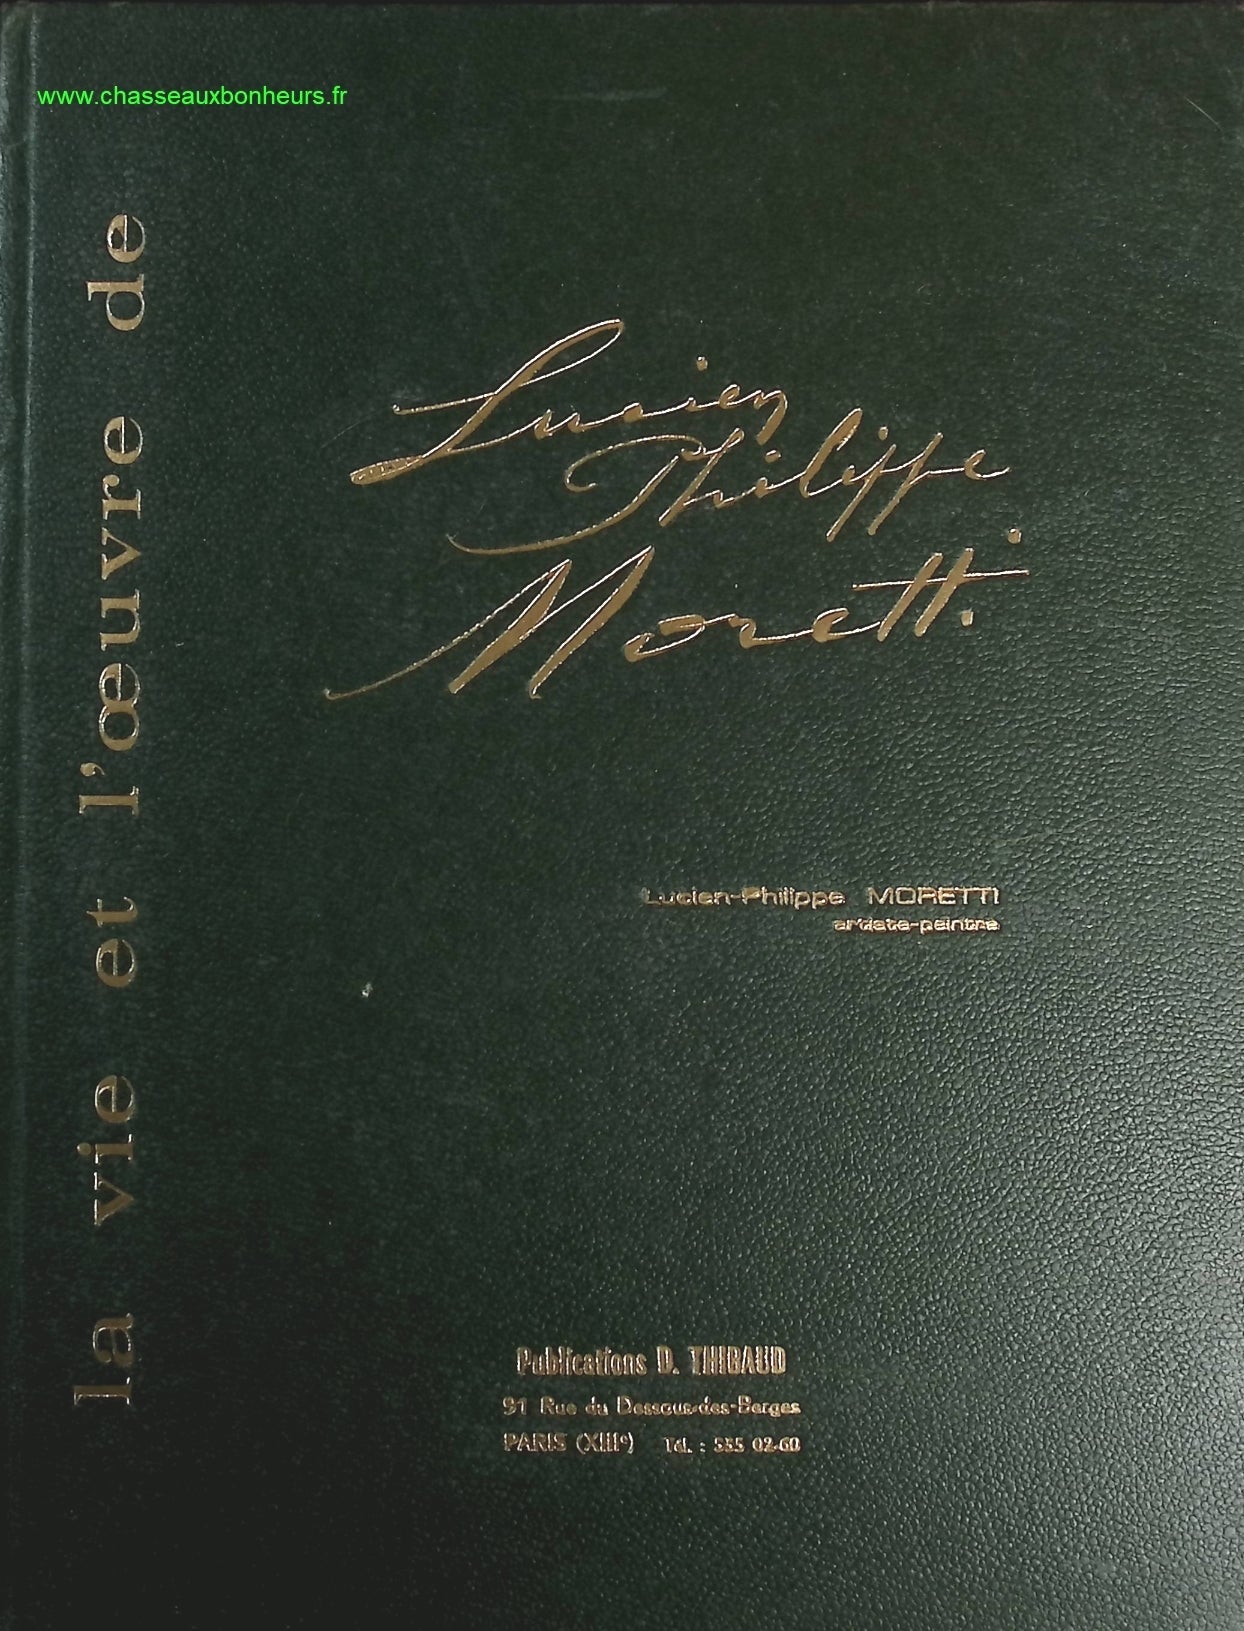 www.chasseauxbonheurs.fr
la vie et l'œuvre de
Lucien
Philippe
Moretti
Lucien-Philippe MORETTI
artiste-peintre
Publications D. THIBAUD
91 Rue du Dessous-des-Berges
PARIS (XIIIe) Tél. : 535 02-60